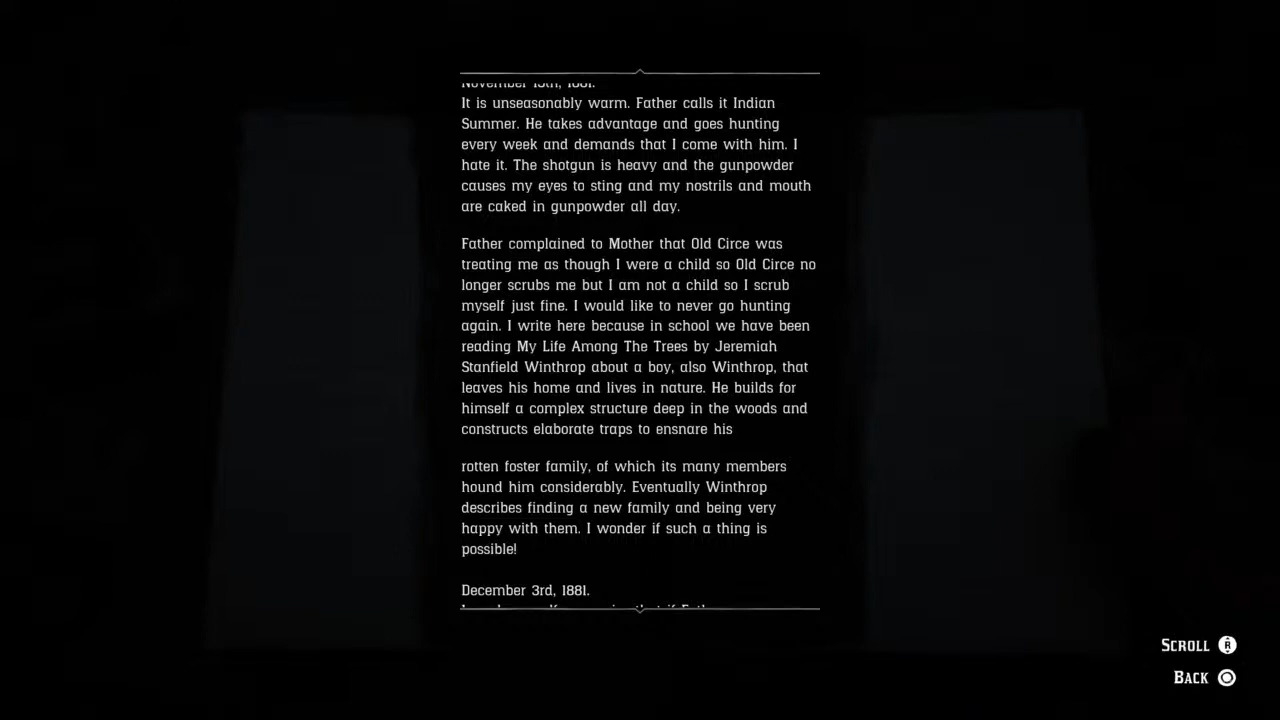 November 15th, 1881.
It is unseasonably warm. Father calls it Indian
Summer. He takes advantage and goes hunting
every week and demands that I come with him. I
hate it. The shotgun is heavy and the gunpowder
causes my eyes to sting and my nostrils and mouth
are caked in gunpowder all day.
Father complained to Mother that Old Circe was
treating me as though I were a child so Old Circe no
longer scrubs me but I am not a child so I scrub
myself just fine. I would like to never go hunting
again. I write here because in school we have been
reading My Life Among The Trees by Jeremiah
Stanfield Winthrop about a boy, also Winthrop, that
leaves his home and lives in nature. He builds for
himself a complex structure deep in the woods and
constructs elaborate traps to ensnare his
rotten foster family, of which its many members
hound him considerably. Eventually Winthrop
describes finding a new family and being very
happy with them. I wonder if such a thing is
possible!
December 3rd, 1881.
SCROLL R
BACK